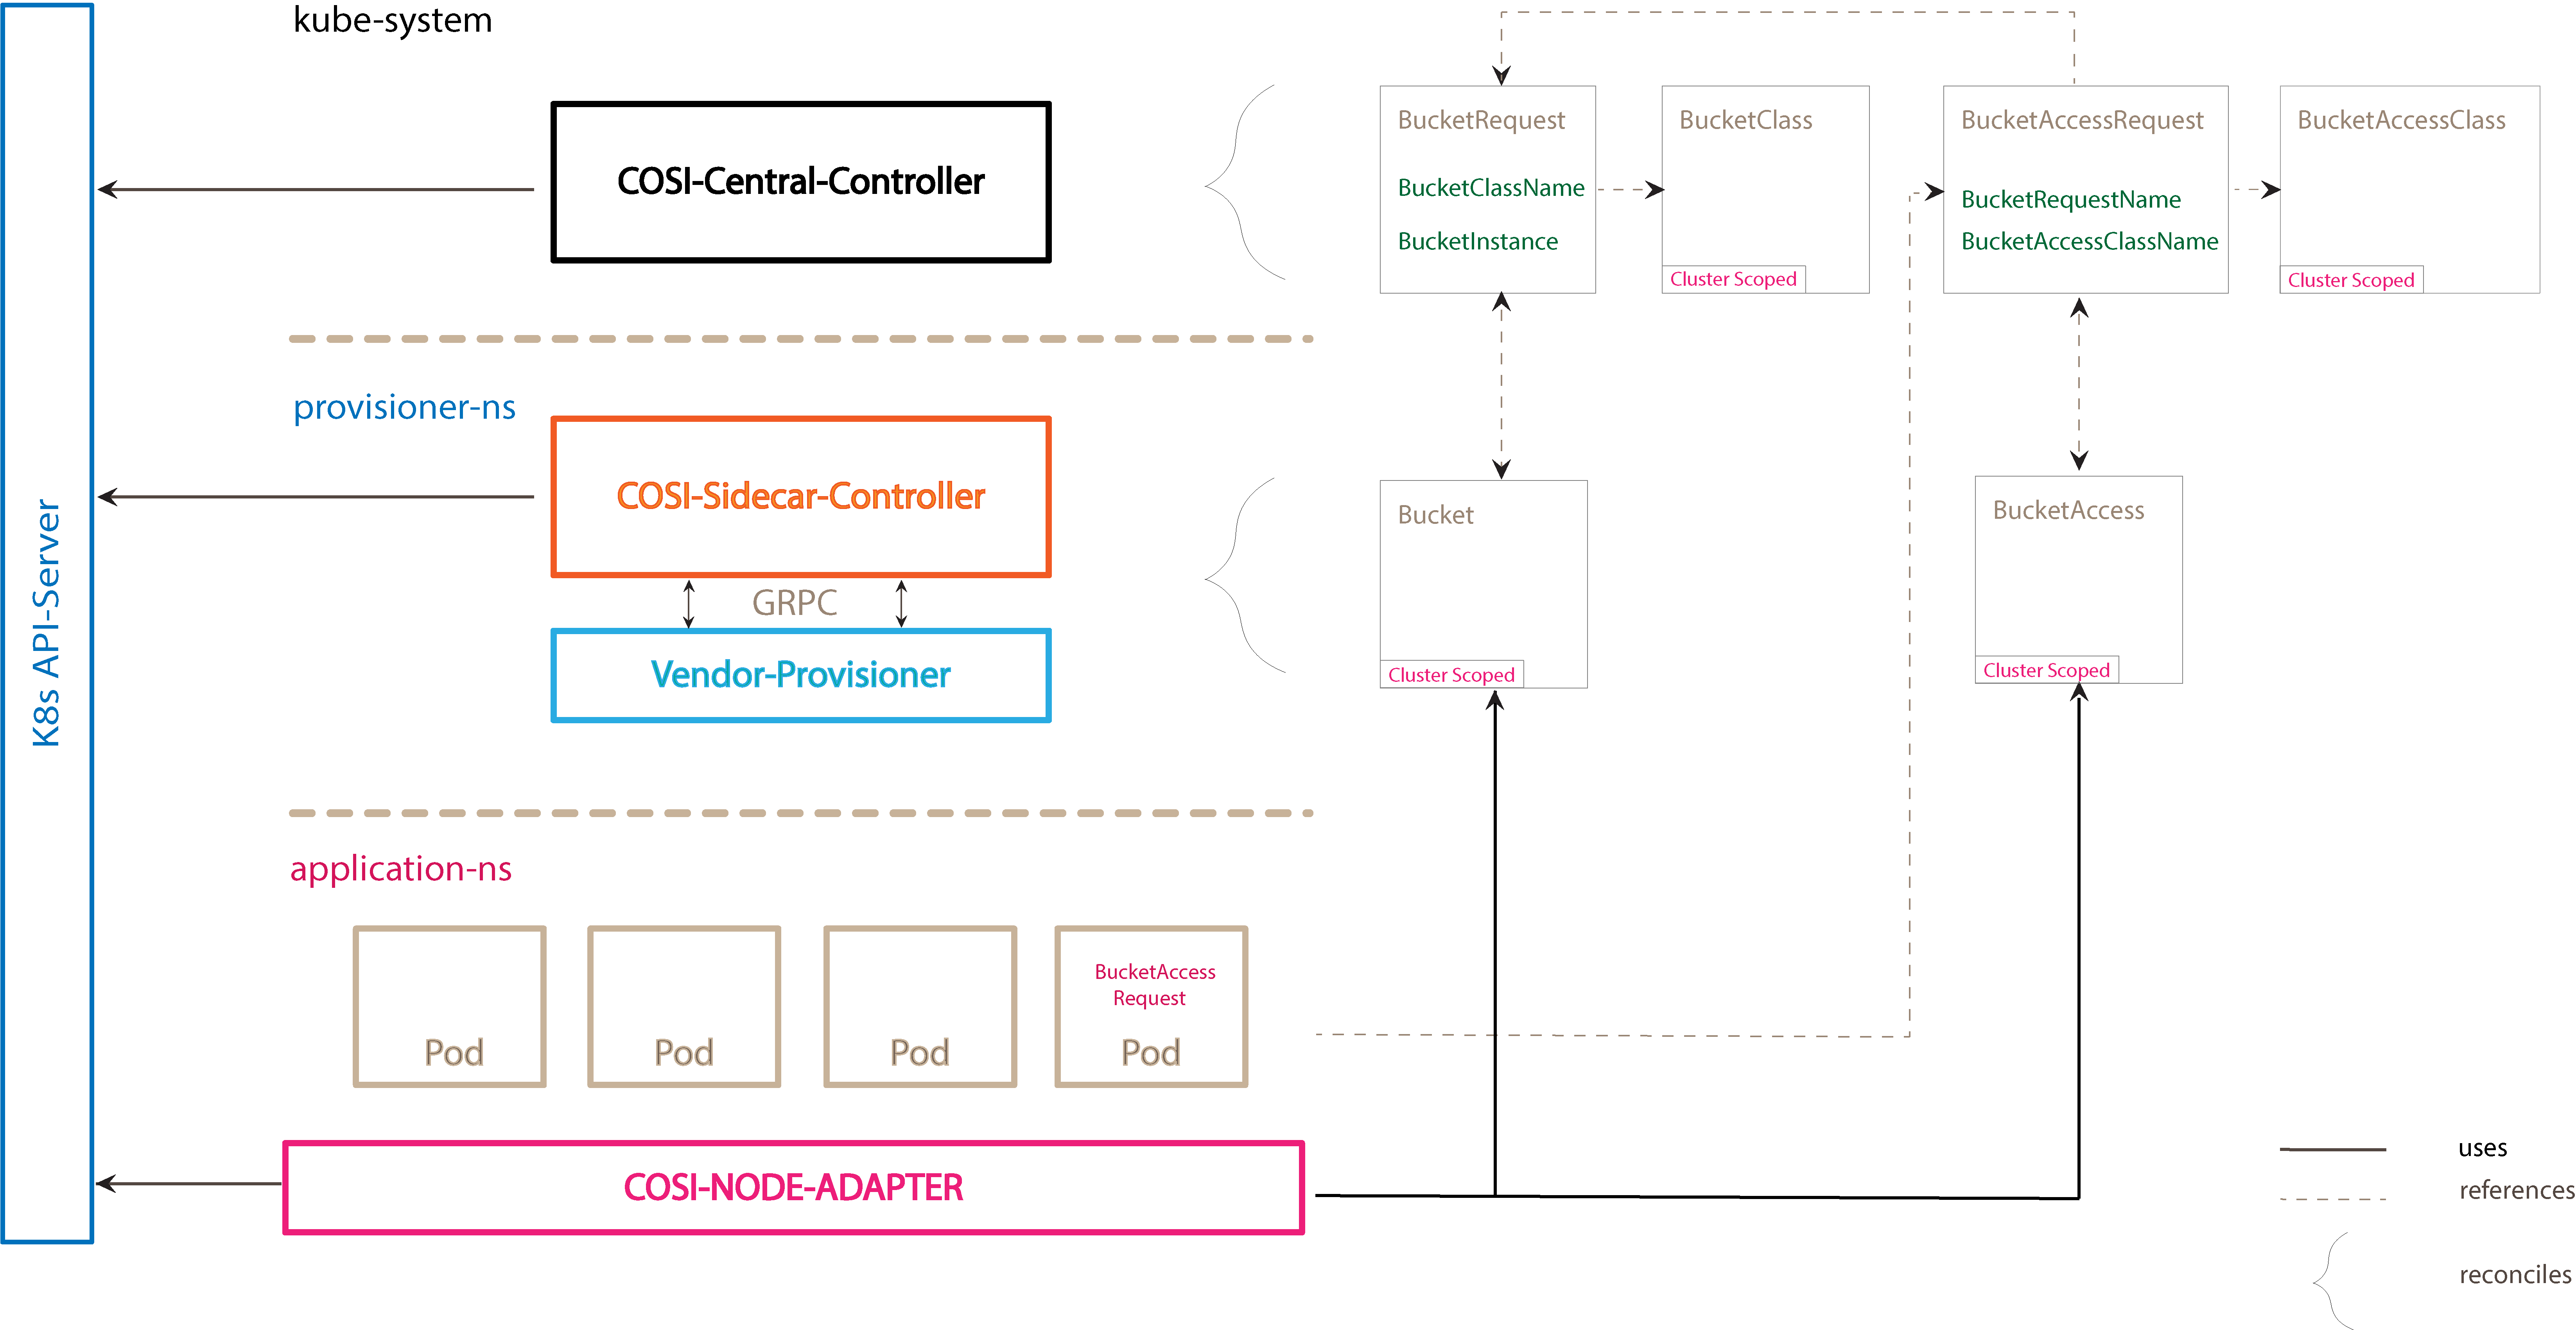 kube-system
COSI-Central-Controller
BucketRequest
BucketClassName
BucketInstance
BucketClass
Cluster Scoped
BucketAccessRequest
BucketRequestName
BucketAccessClassName
BucketAccessClass
Cluster Scoped
K8s API-Server
provisioner-ns
COSI-Sidecar-Controller
GRPC
Vendor-Provisioner
Bucket
Cluster Scoped
BucketAccess
Cluster Scoped
application-ns
Pod
Pod
Pod
BucketAccess
Request
Pod
COSI-NODE-ADAPTER
uses
references
reconciles